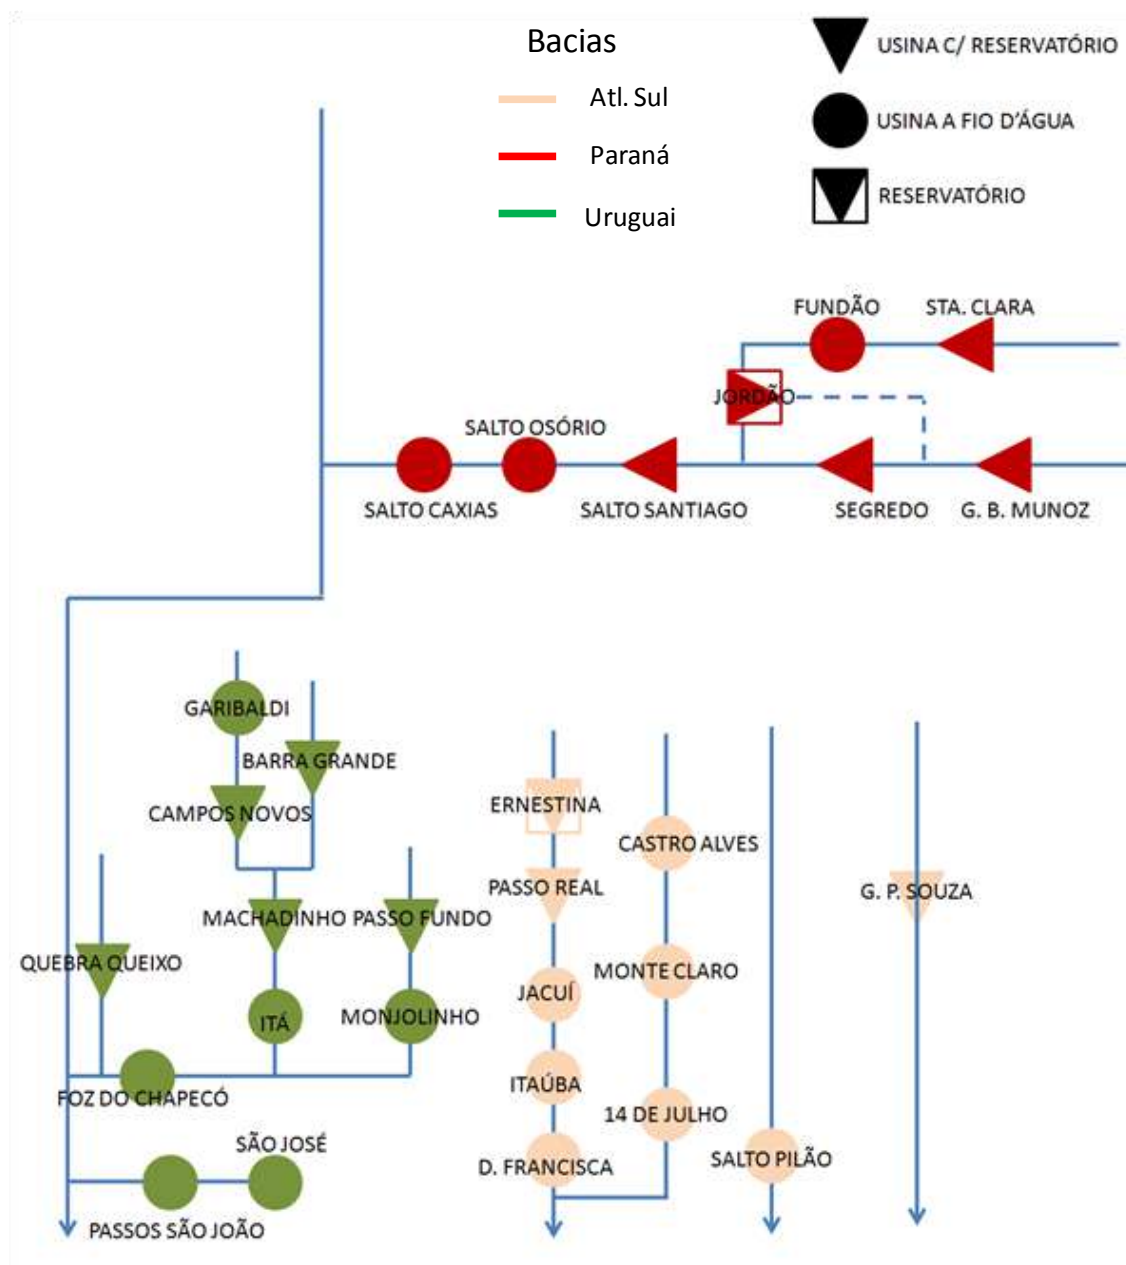 Bacias
Atl. Sul
Paraná
Uruguai
USINA C/ RESERVATÓRIO
USINA A FIO D'ÁGUA
RESERVATÓRIO
FUNDÃO
STA. CLARA
JORDÃO
SALTO OSÓRIO
SALTO CAXIAS
SALTO SANTIAGO
SEGREDO
G. B. MUNOZ
GARIBALDI
BARRA GRANDE
CAMPOS NOVOS
MACHADINHO
PASSO FUNDO
QUEBRA QUEIXO
ITÁ
MONJOLINHO
FOZ DO CHAPECÓ
SÃO JOSÉ
PASSOS SÃO JOÃO
ERNESTINA
PASSO REAL
JACUÍ
ITAÚBA
D. FRANCISCA
CASTRO ALVES
MONTE CLARO
14 DE JULHO
SALTO PILÃO
G. P. SOUZA